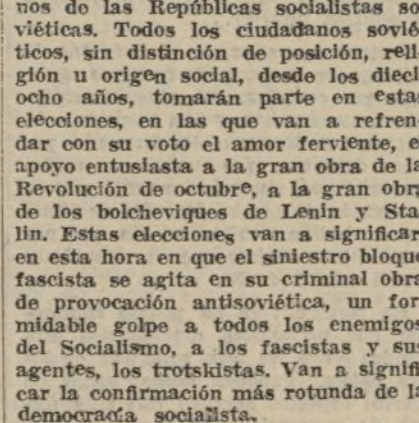 nos de las Repúblicas socialistas so
viéticas. Todos los ciudadanos sovié
ticos, sin distinción de posición, reli
gión u origen social, desde los dieci
ocho años, tomarán parte en esta
elecciones, en las que van a refren
dar con su voto el amor ferviente, e
apoyo entusiasta a la gran obra de la
Revolución de octubre, a la gran obra
de los bolcheviques de Lenin y Sta
lin. Estas elecciones van a significar
en esta hora en que el siniestro bloque
fascista se agita en su criminal obra
de provocación antisoviética, un for
midable golpe a todos los enemigos
del Socialismo, a los fascistas y sus
agentes, los trotskistas. Van a signifi
car la confirmación más rotunda de la
democracia socialista.